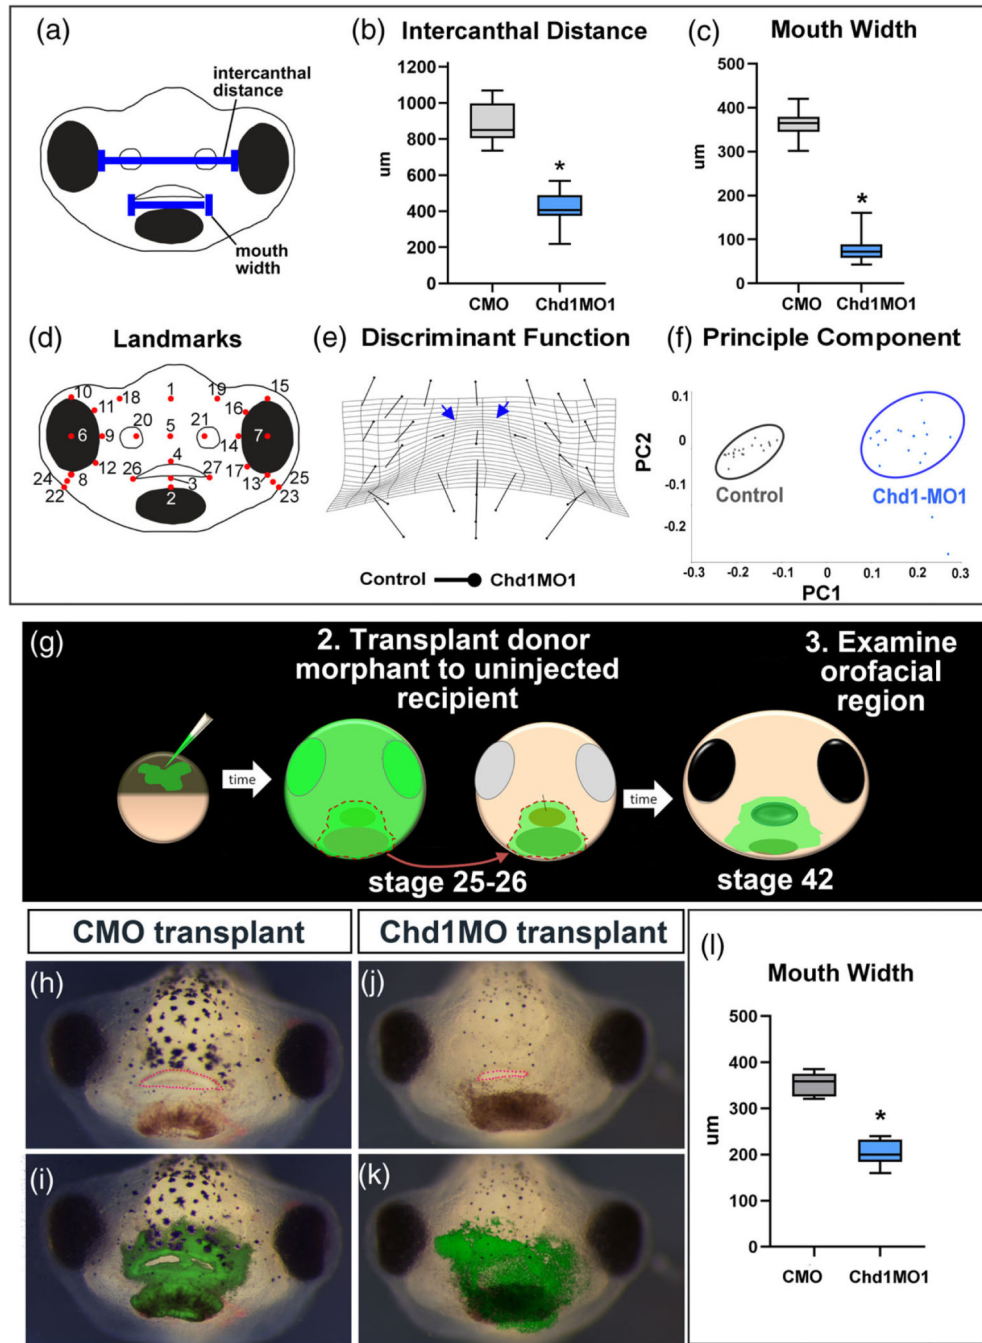 (a)
intercanthal
distance
mouth
width
(b) Intercanthal Distance
1200
1000
800
600
400
200
0
um
*
CMO Chd1MO1
(c) Mouth Width
500
400
300
200
100
0
um
*
CMO Chd1MO1
(d) Landmarks
10 18 1 19 15
11 16
6 9 20 5 21 14 7
4
12 17
24 8 26 3 27 13 25
22 2 23
(e) Discriminant Function
Control Chd1MO1
(f) Principle Component
0.1
0
-0.1
-0.2
PC2
Control
Chd1-MO1
-0.3 -0.2 -0.1 0 0.1 0.2 0.3
PC1
(g)
2. Transplant donor
morphant to uninjected
recipient
3. Examine
orofacial
region
time
time
stage 25-26
stage 42
CMO transplant
Chd1MO transplant
(h)
(j)
(i)
(k)
(l)
Mouth Width
500
400
300
200
100
0
um
*
CMO Chd1MO1